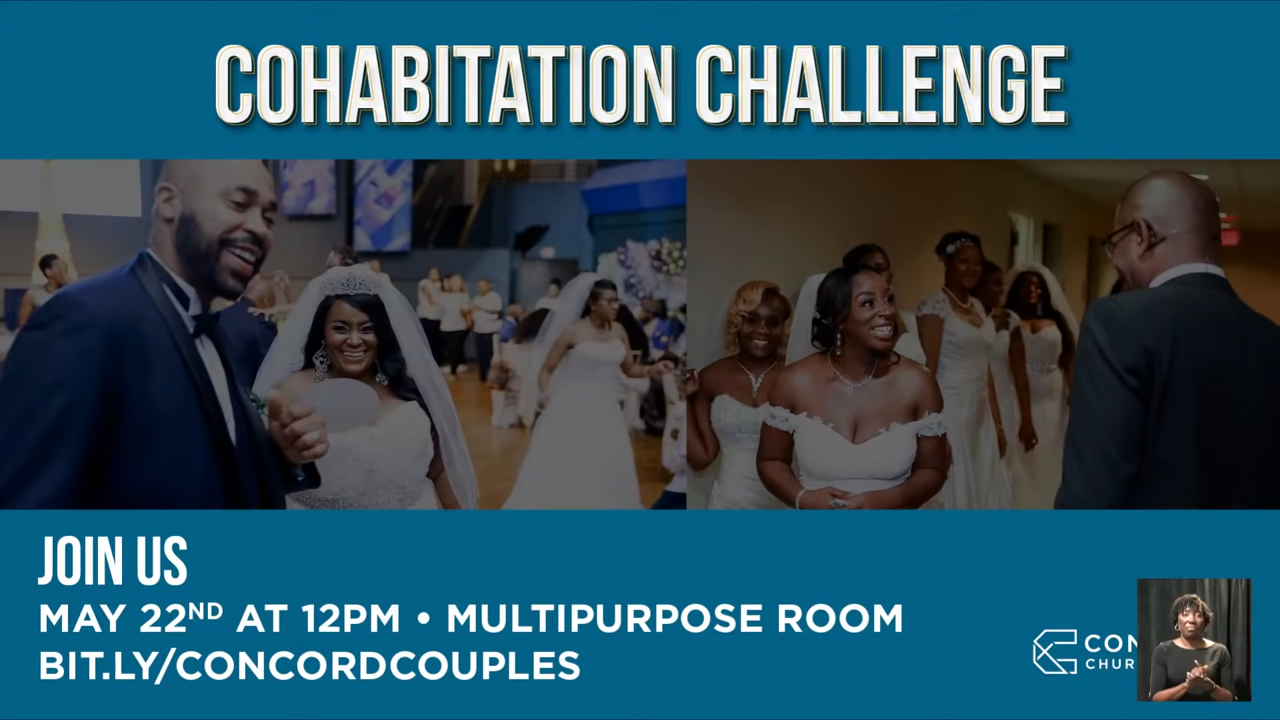 COHABITATION CHALLENGE
JOIN US
MAY 22ND AT 12PM • MULTIPURPOSE ROOM
BIT.LY/CONCORDCOUPLES